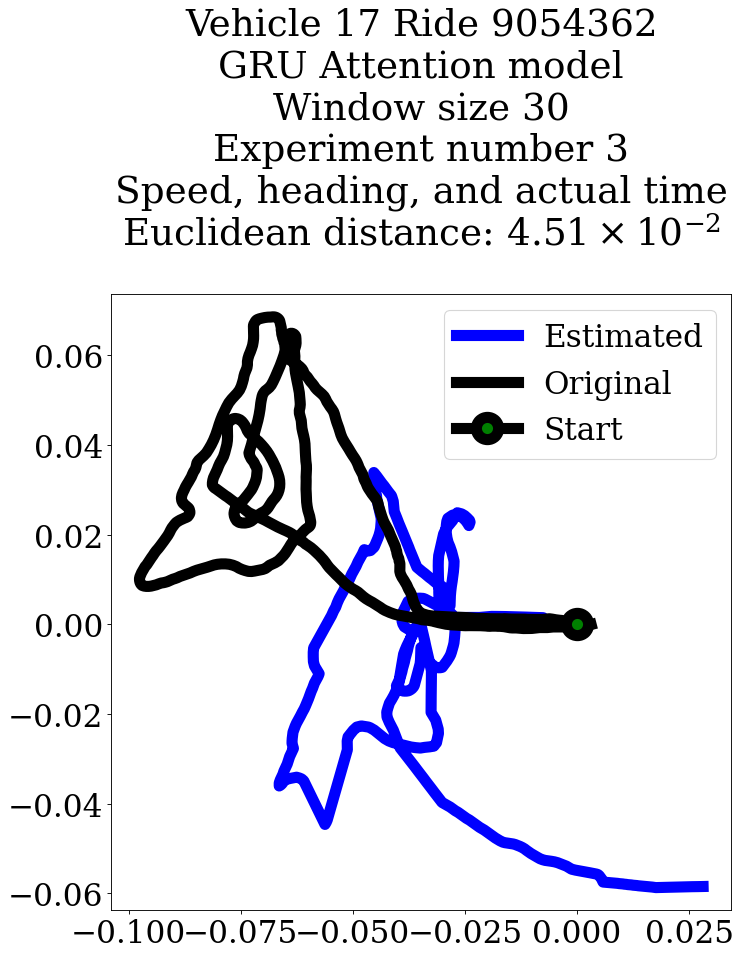 Vehicle 17 Ride 9054362
GRU Attention model
Window size 30
Experiment number 3
Speed, heading, and actual time
Euclidean distance: 4.51 × 10⁻²
Estimated
Original
Start
0.06
0.04
0.02
0.00
−0.02
−0.04
−0.06
−0.100 −0.075 −0.050 −0.025 0.000 0.025